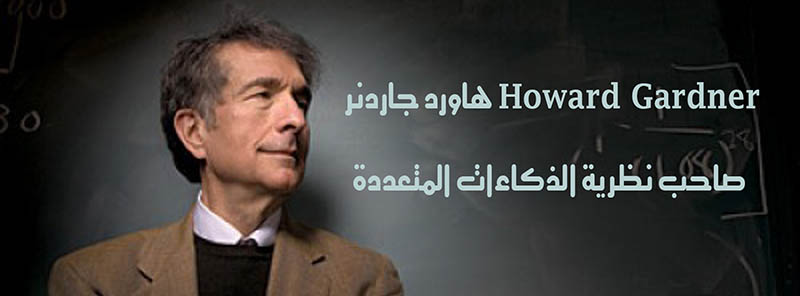 هاورد جاردنر Howard Gardner
صاحب نظرية الذكاءات المتعددة